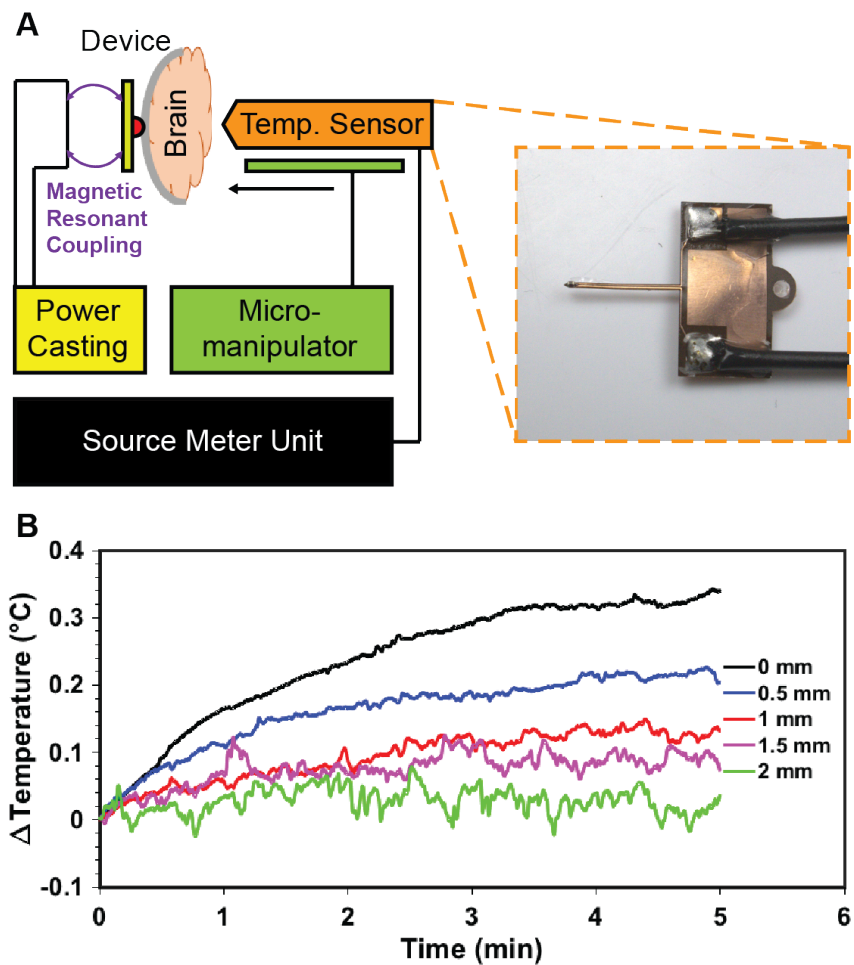 A
Device
Brain
Temp. Sensor
Magnetic
Resonant
Coupling
Power
Casting
Micro-
manipulator
Source Meter Unit
B
0.4
0.3
0.2
0.1
0
-0.1
Δ Temperature (°C)
0 mm
0.5 mm
1 mm
1.5 mm
2 mm
0 1 2 3 4 5 6
Time (min)